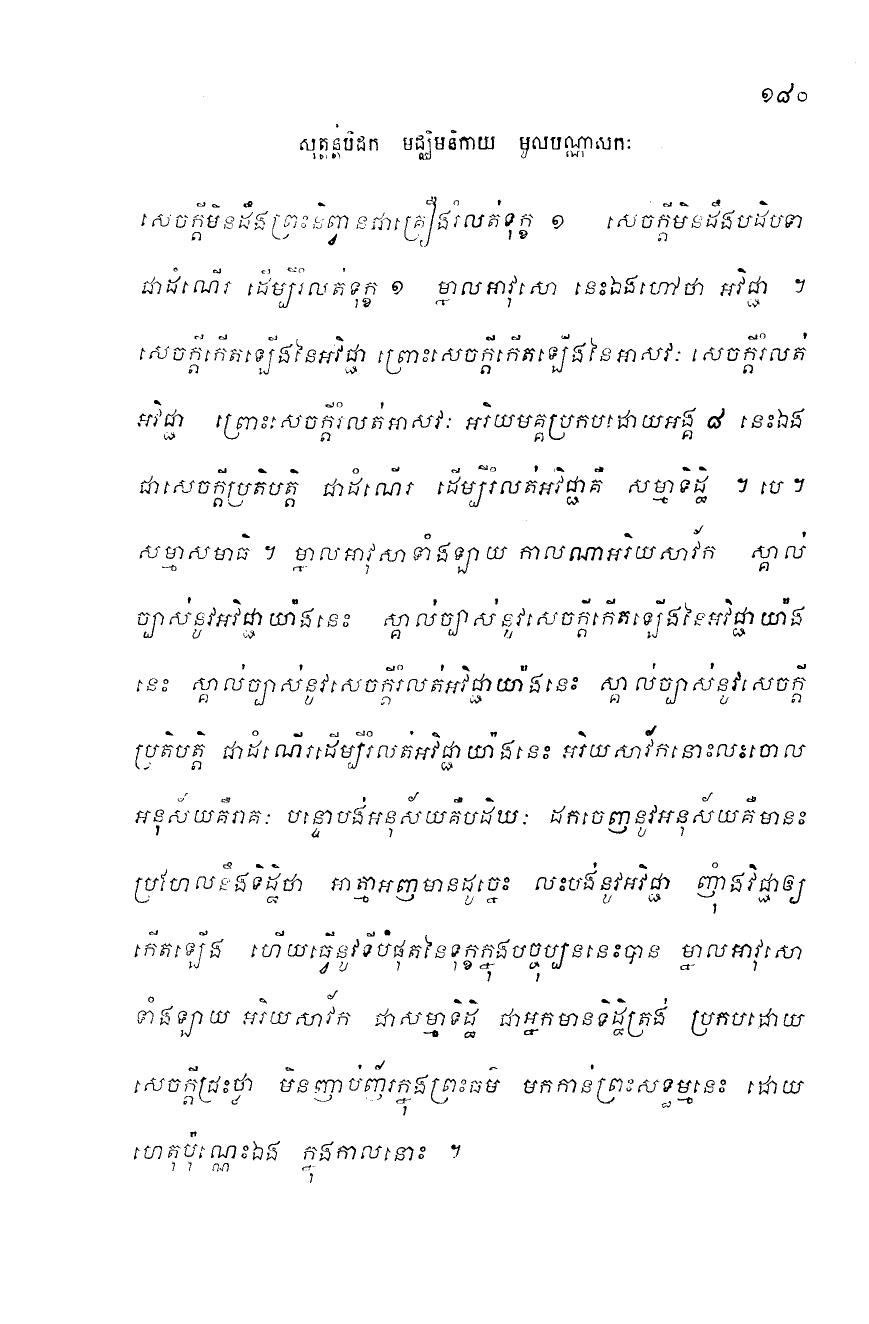 ១៨០
សុត្តន្តបិដក មជ្ឈិមនិកាយ មូលបណ្ណាសកៈ
សេចក្តីមិនដឹងព្រះនិព្វានជាគ្រឿងរំលត់ទុក្ខ ១ សេចក្តីមិនដឹងបដិបទា
ជាដំណើរ ដើម្បីរំលត់ទុក្ខ ១ ម្នាលអាវុសោ នេះឯងហៅថា អវិជ្ជា ។
សេចក្តីកើតឡើងនៃអវិជ្ជា ព្រោះសេចក្តីកើតឡើងនៃអាសវៈ សេចក្តីរំលត់
អវិជ្ជា ព្រោះសេចក្តីរំលត់អាសវៈ អរិយមគ្គប្រកបដោយអង្គ ៨ នេះឯង
ជាសេចក្តីប្រតិបត្តិ ជាដំណើរ ដើម្បីរំលត់អវិជ្ជាគឺ សម្មាទិដ្ឋិ ។ បេ ។
សម្មាសមាធិ ។ ម្នាលអាវុសោទាំងឡាយ កាលណាអរិយសាវ័ក ស្គាល់
ច្បាស់នូវអវិជ្ជាយ៉ាងនេះ ស្គាល់ច្បាស់នូវសេចក្តីកើតឡើងនៃអវិជ្ជាយ៉ាង
នេះ ស្គាល់ច្បាស់នូវសេចក្តីរំលត់អវិជ្ជាយ៉ាងនេះ ស្គាល់ច្បាស់នូវសេចក្តី
ប្រតិបត្តិ ជាដំណើរដើម្បីរំលត់អវិជ្ជាយ៉ាងនេះ អរិយសាវ័កនោះលះចោល
អនុស័យគឺរាគៈ បន្ទោបង់អនុស័យគឺបដិឃៈ ដកចេញនូវអនុស័យគឺមានះ
ប្រហែលនឹងទិដ្ឋិថា អាត្មាអញមានដូច្នេះ លះបង់នូវអវិជ្ជា ញុំាងវិជ្ជាឲ្យ
កើតឡើង ហើយធ្វើនូវទីបំផុតនៃទុក្ខក្នុងបច្ចុប្បន្ននេះបាន ម្នាលអាវុសោ
ទាំងឡាយ អរិយសាវ័ក ជាសម្មាទិដ្ឋិ ជាអ្នកមានទិដ្ឋិត្រង់ ប្រកបដោយ
សេចក្តីជ្រះថ្លា មិនញាប់ញ័រក្នុងព្រះធម៌ មកកាន់ព្រះសទ្ធម្មនេះ ដោយ
ហេតុប៉ុណ្ណេះឯង ក្នុងកាលនោះ ។